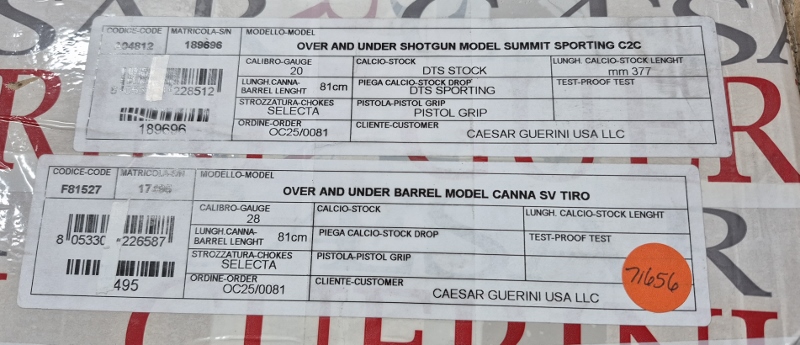 CODICE-CODE MATRICOLA-S/N MODELLO-MODEL
189696 OVER AND UNDER SHOTGUN MODEL SUMMIT SPORTING C2C
CALIBRO-GAUGE CALCIO-STOCK LUNGH. CALCIO-STOCK LENGHT
20 DTS STOCK mm 377
LUNGH.CANNA- 81cm PIEGA CALCIO-STOCK DROP TEST-PROOF TEST
BARREL LENGHT DTS SPORTING
8 228512
STROZZATURA-CHOKES PISTOLA-PISTOL GRIP
SELECTA PISTOL GRIP
189696 ORDINE-ORDER CLIENTE-CUSTOMER
OC25/0081 CAESAR GUERINI USA LLC
CODICE-CODE MATRICOLA-S/N MODELLO-MODEL
F81527 OVER AND UNDER BARREL MODEL CANNA SV TIRO
CALIBRO-GAUGE CALCIO-STOCK LUNGH. CALCIO-STOCK LENGHT
28
LUNGH.CANNA- 81cm PIEGA CALCIO-STOCK DROP TEST-PROOF TEST
BARREL LENGHT
8 226587
STROZZATURA-CHOKES PISTOLA-PISTOL GRIP
SELECTA
495 ORDINE-ORDER CLIENTE-CUSTOMER
OC25/0081 CAESAR GUERINI USA LLC
71656